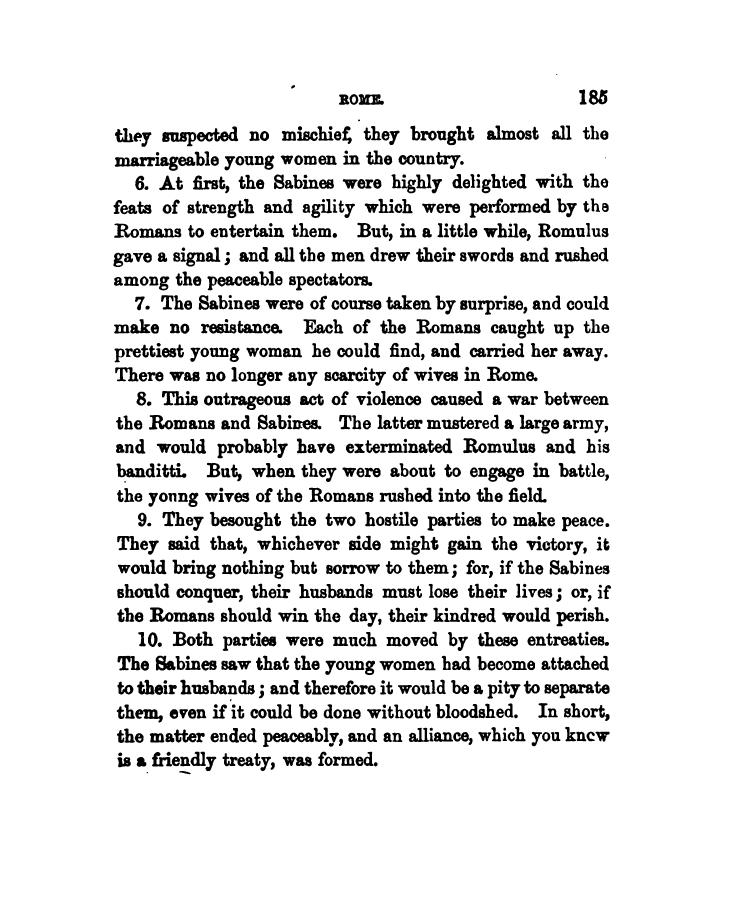 ROME. 185
they suspected no mischief, they brought almost all the
marriageable young women in the country.
6. At first, the Sabines were highly delighted with the
feats of strength and agility which were performed by the
Romans to entertain them. But, in a little while, Romulus
gave a signal; and all the men drew their swords and rushed
among the peaceable spectators.
7. The Sabines were of course taken by surprise, and could
make no resistance. Each of the Romans caught up the
prettiest young woman he could find, and carried her away.
There was no longer any scarcity of wives in Rome.
8. This outrageous act of violence caused a war between
the Romans and Sabines. The latter mustered a large army,
and would probably have exterminated Romulus and his
banditti. But, when they were about to engage in battle,
the young wives of the Romans rushed into the field.
9. They besought the two hostile parties to make peace.
They said that, whichever side might gain the victory, it
would bring nothing but sorrow to them; for, if the Sabines
should conquer, their husbands must lose their lives; or, if
the Romans should win the day, their kindred would perish.
10. Both parties were much moved by these entreaties.
The Sabines saw that the young women had become attached
to their husbands; and therefore it would be a pity to separate
them, even if it could be done without bloodshed. In short,
the matter ended peaceably, and an alliance, which you know
is a friendly treaty, was formed.